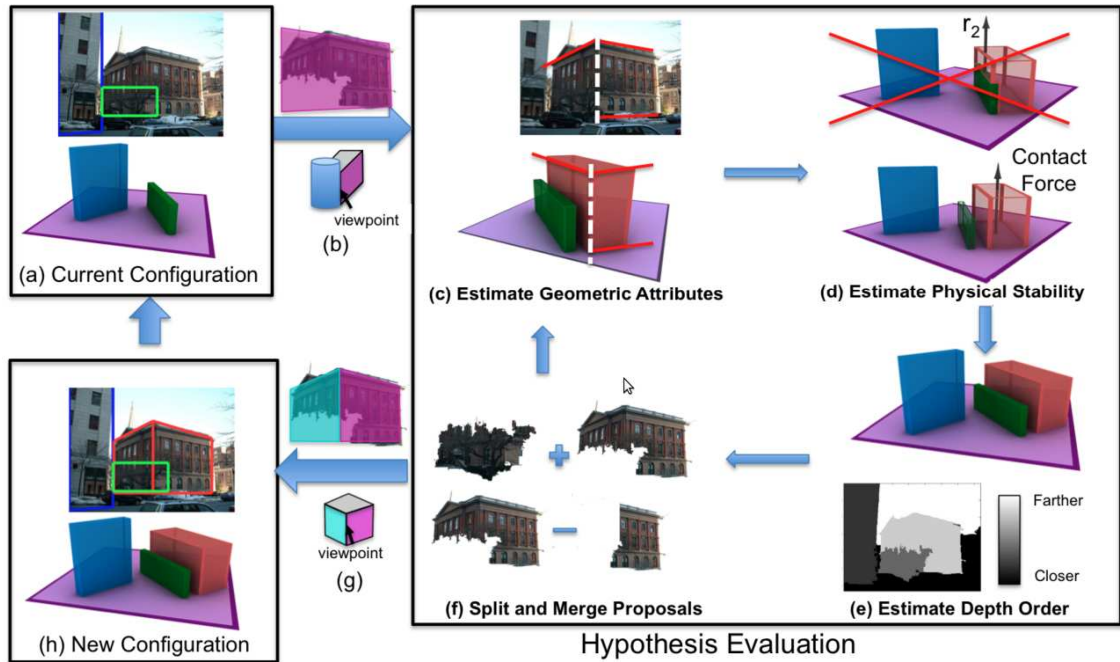 (a) Current Configuration
viewpoint
(b)
(c) Estimate Geometric Attributes
r2
Contact
Force
(d) Estimate Physical Stability
Farther
Closer
(e) Estimate Depth Order
(f) Split and Merge Proposals
Hypothesis Evaluation
viewpoint
(g)
(h) New Configuration